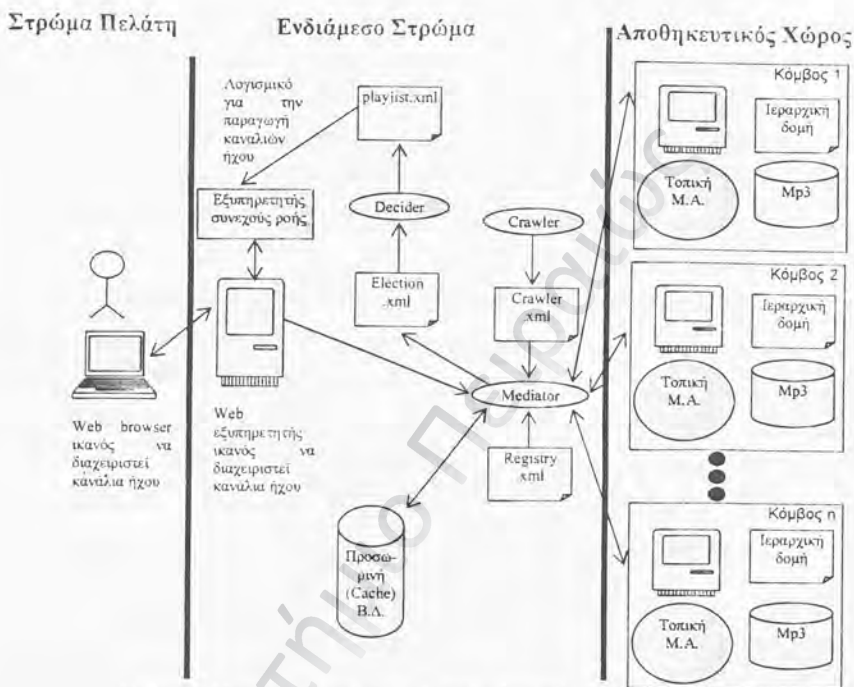 Στρώμα Πελάτη
Ενδιάμεσο Στρώμα
Αποθηκευτικός Χώρος
Λογισμικό
για την
παραγωγή
καναλιών
ήχου
playlist.xml
Εξυπηρετητής
συνεχούς ροής
Decider
Crawler
Election
.xml
Crawler
.xml
Mediator
Registry
.xml
Web browser
ικανός να
διαχειριστεί
κανάλια ήχου
Web
εξυπηρετητής
ικανός να
διαχειριστεί
κανάλια ήχου
Προσω-
ρινή
(Cache)
Β.Δ.
Κόμβος 1
Ιεραρχική
δομή
Τοπική
Μ.Α.
Mp3
Κόμβος 2
Ιεραρχική
δομή
Τοπική
Μ.Α.
Mp3
Κόμβος n
Ιεραρχική
δομή
Τοπική
Μ.Α.
Mp3
Πειραιώς